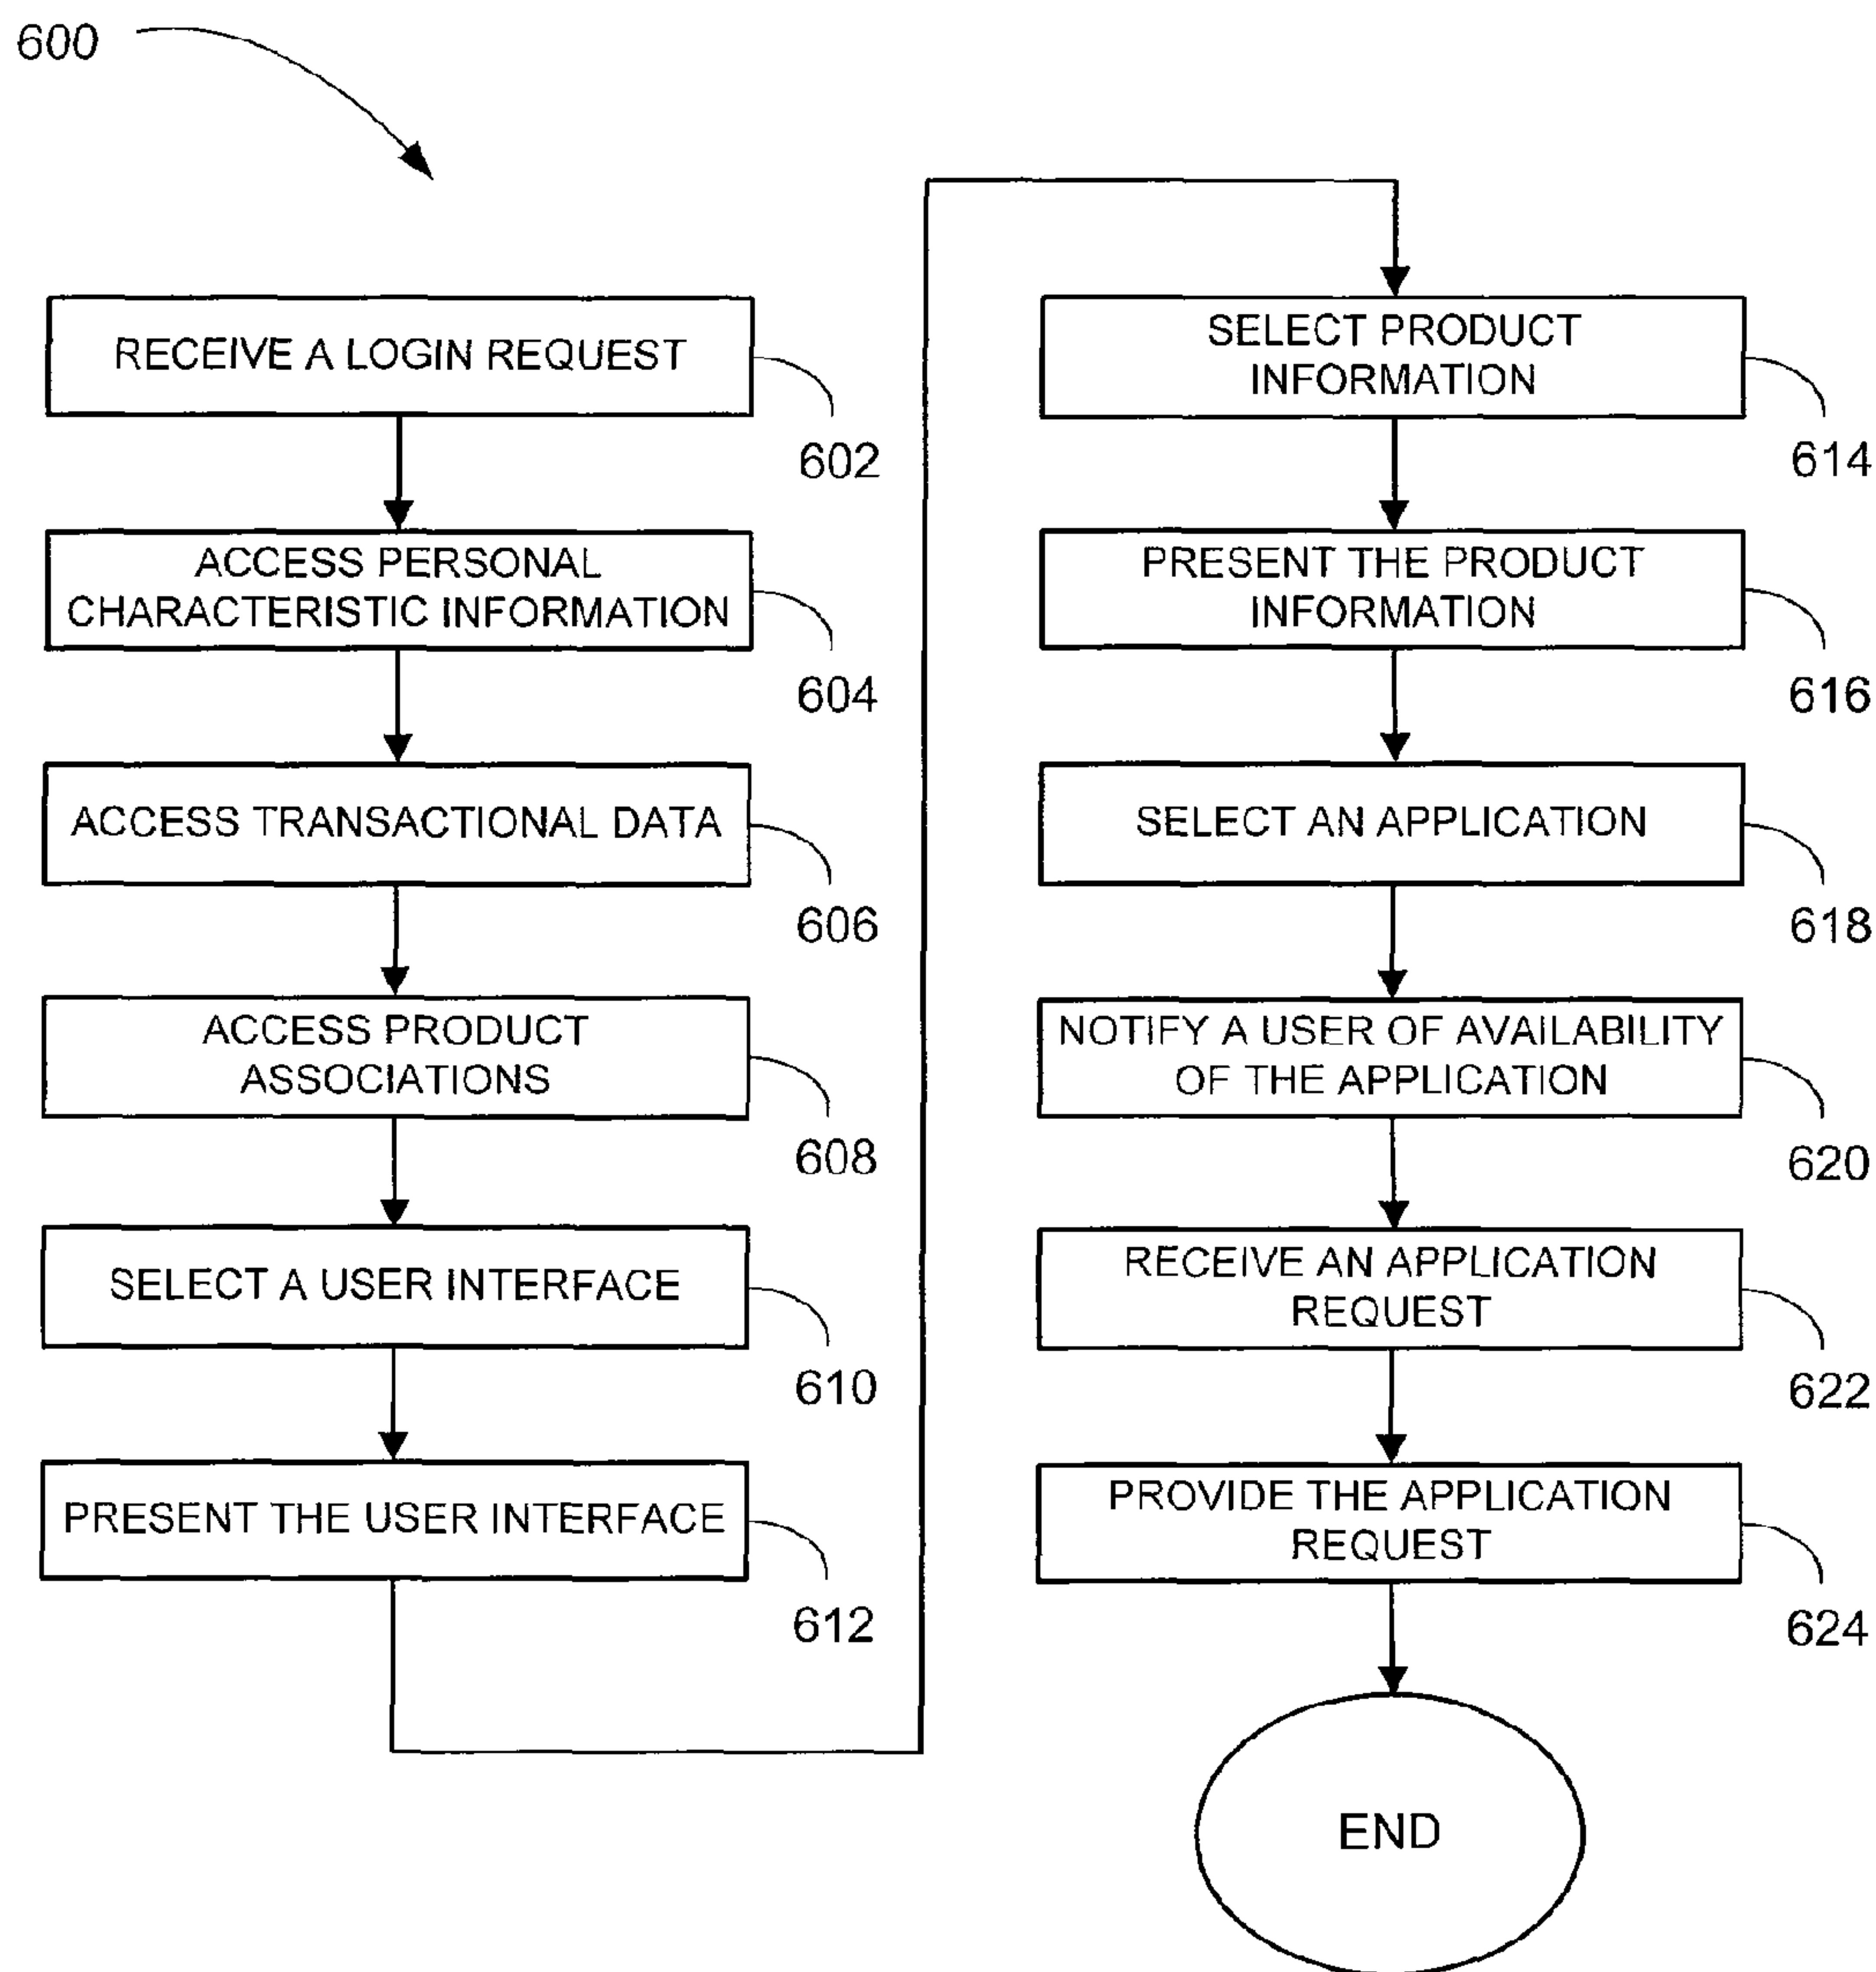 600
RECEIVE A LOGIN REQUEST
602
ACCESS PERSONAL
CHARACTERISTIC INFORMATION
604
ACCESS TRANSACTIONAL DATA
606
ACCESS PRODUCT
ASSOCIATIONS
608
SELECT A USER INTERFACE
610
PRESENT THE USER INTERFACE
612
SELECT PRODUCT
INFORMATION
614
PRESENT THE PRODUCT
INFORMATION
616
SELECT AN APPLICATION
618
NOTIFY A USER OF AVAILABILITY
OF THE APPLICATION
620
RECEIVE AN APPLICATION
REQUEST
622
PROVIDE THE APPLICATION
REQUEST
624
END